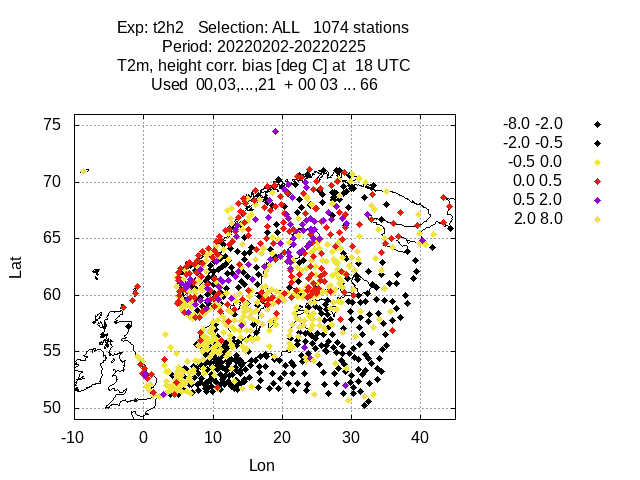 Exp: t2h2   Selection: ALL   1074 stations
Period: 20220202-20220225
T2m, height corr. bias [deg C] at  18 UTC
Used  00,03,...,21  + 00 03 ... 66
-8.0 -2.0
-2.0 -0.5
-0.5 0.0
0.0 0.5
0.5 2.0
2.0 8.0
75
70
65
60
55
50
Lat
-10 0 10 20 30 40
Lon